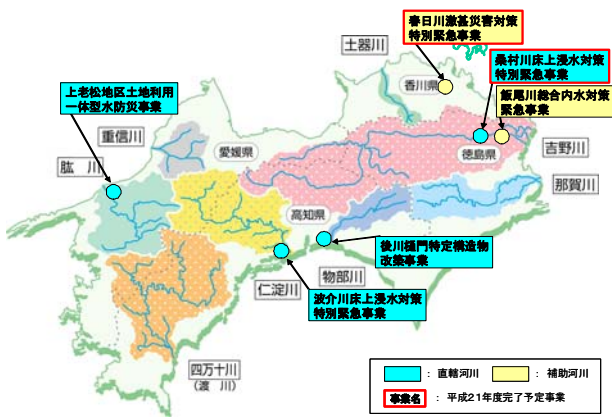 春日川激甚災害対策
特別緊急事業
土器川
香川県
桑村川床上浸水対策
特別緊急事業
飯尾川総合内水対策
緊急事業
上老松地区土地利用
一体型水防災事業
重信川
愛媛県
徳島県
吉野川
肱 川
那賀川
高知県
後川樋門特定構造物
改築事業
物部川
仁淀川
波介川床上浸水対策
特別緊急事業
四万十川
（渡 川）
： 直轄河川
： 補助河川
事業名 ： 平成21年度完了予定事業